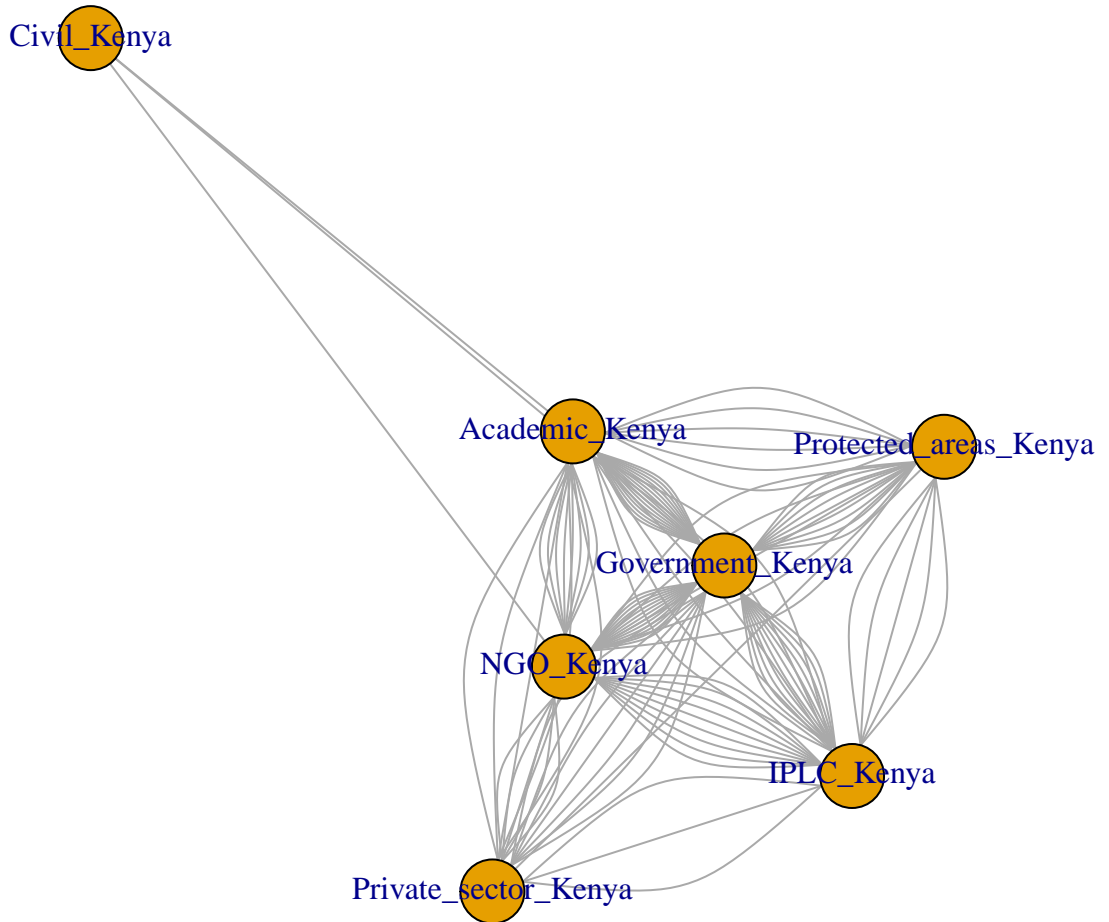 Civil_Kenya
Academic_Kenya
Protected_areas_Kenya
Government_Kenya
NGO_Kenya
IPLC_Kenya
Private_sector_Kenya